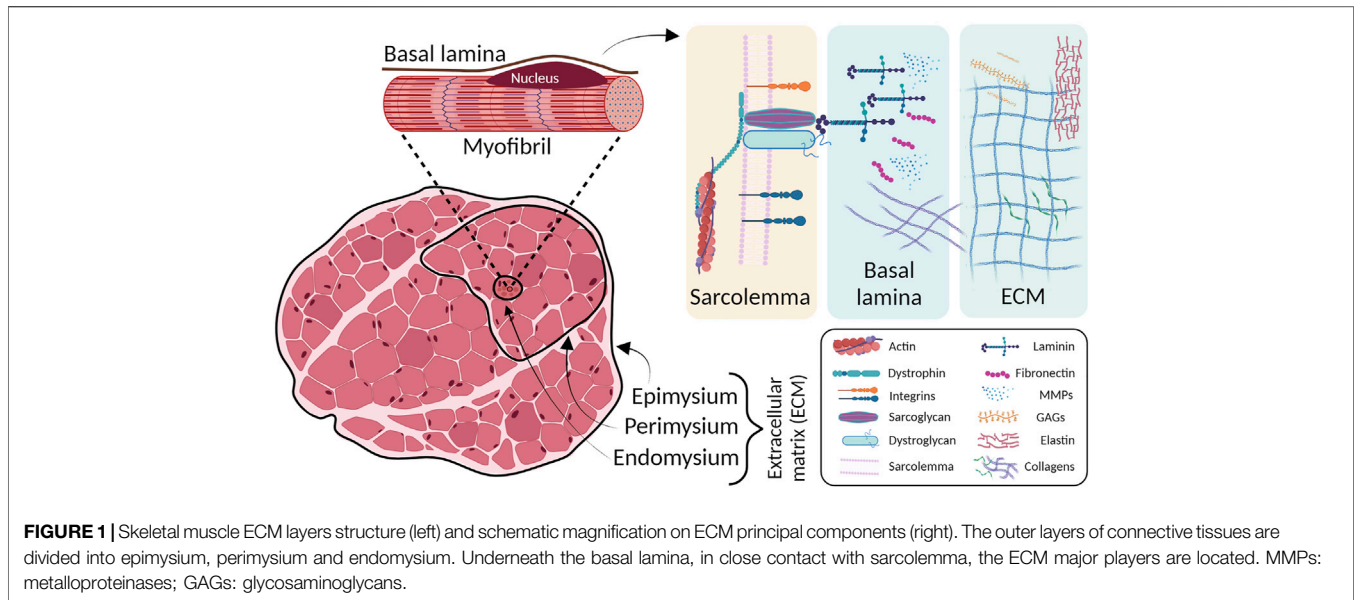 Basal lamina
Nucleus
Myofibril
Epimysium
Perimysium
Endomysium
Extracellular
matrix (ECM)
Sarcolemma
Basal
lamina
ECM
Actin
Dystrophin
Integrins
Sarcoglycan
Dystroglycan
Sarcolemma
Laminin
Fibronectin
MMPs
GAGs
Elastin
Collagens
FIGURE 1 | Skeletal muscle ECM layers structure (left) and schematic magnification on ECM principal components (right). The outer layers of connective tissues are
divided into epimysium, perimysium and endomysium. Underneath the basal lamina, in close contact with sarcolemma, the ECM major players are located. MMPs:
metalloproteinases; GAGs: glycosaminoglycans.